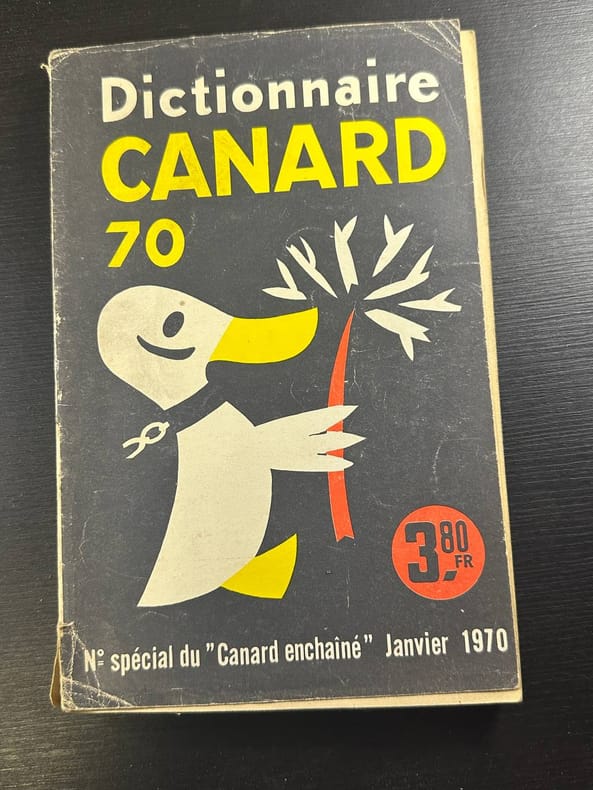 Dictionnaire
CANARD
70
3,80
FR
N° spécial du "Canard enchaîné" Janvier 1970